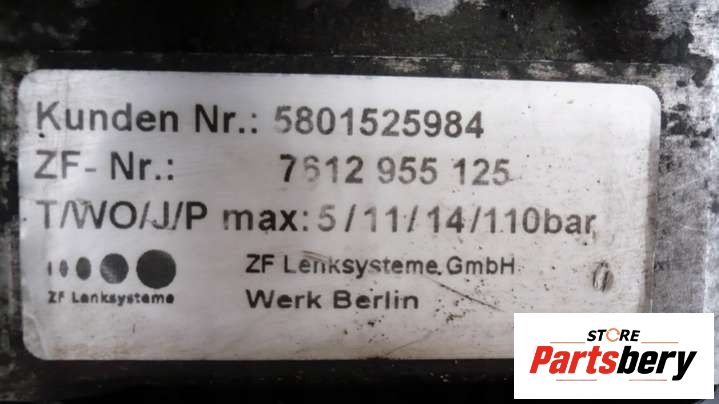 Kunden Nr.: 5801525984
ZF- Nr.: 7612 955 125
T/WO/J/P max: 5/11/14/110bar
ZF Lenksysteme GmbH
ZF Lenksysteme
Werk Berlin
STORE
Partsbery